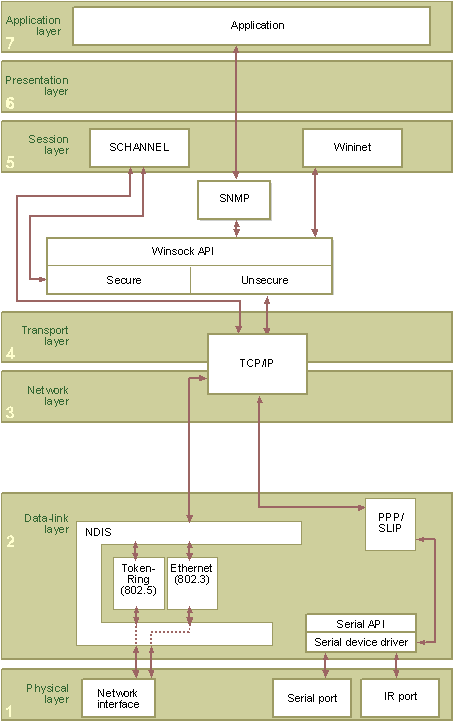 Application
layer
7
Application
Presentation
layer
6
Session
layer
5
SCHANNEL
Wininet
SNMP
Winsock API
Secure
Unsecure
Transport
layer
4
TCP/IP
Network
layer
3
Data-link
layer
2
NDIS
PPP/
SLIP
Token-
Ring
(802.5)
Ethernet
(802.3)
Serial API
Serial device driver
Physical
layer
1
Network
interface
Serial port
IR port